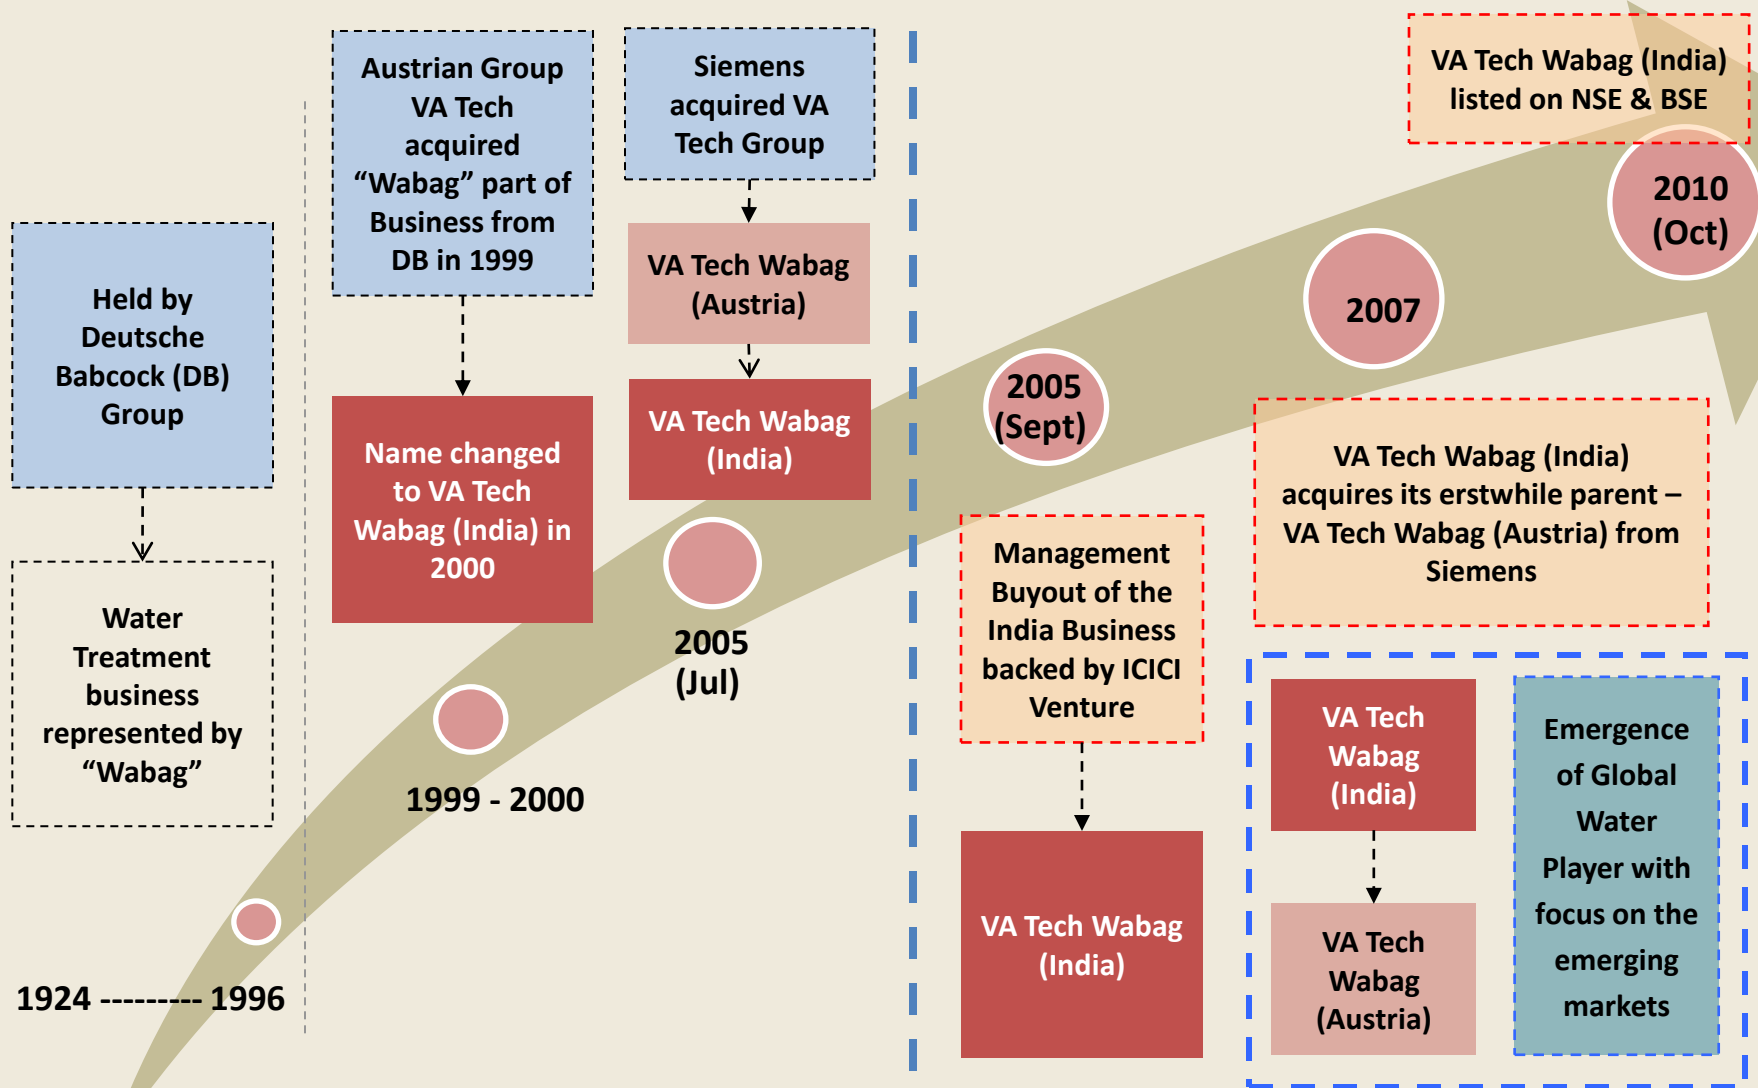 Held by
Deutsche
Babcock (DB)
Group
Water
Treatment
business
represented by
“Wabag”
1924 --------- 1996
Austrian Group
VA Tech
acquired
“Wabag” part of
Business from
DB in 1999
Name changed
to VA Tech
Wabag (India) in
2000
1999 - 2000
Siemens
acquired VA
Tech Group
VA Tech Wabag
(Austria)
VA Tech Wabag
(India)
2005
(Jul)
2005
(Sept)
Management
Buyout of the
India Business
backed by ICICI
Venture
VA Tech Wabag
(India)
2007
VA Tech Wabag (India)
acquires its erstwhile parent –
VA Tech Wabag (Austria) from
Siemens
VA Tech
Wabag
(India)
VA Tech
Wabag
(Austria)
Emergence
of Global
Water
Player with
focus on the
emerging
markets
VA Tech Wabag (India)
listed on NSE & BSE
2010
(Oct)